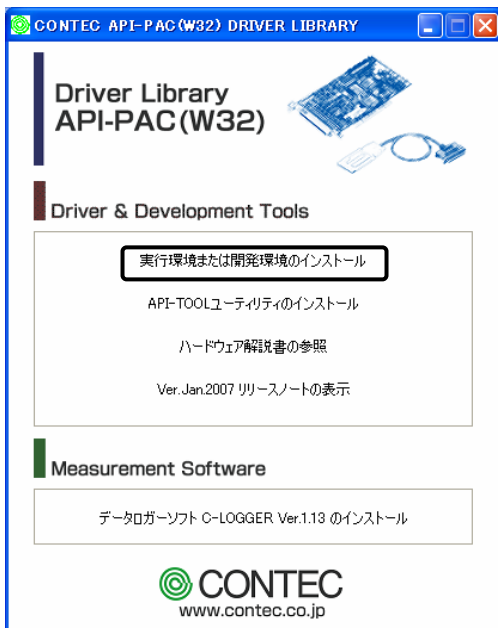 CONTEC API-PAC(W32) DRIVER LIBRARY
Driver Library
API-PAC(W32)
Driver & Development Tools
実行環境または開発環境のインストール
API-TOOLユーティリティのインストール
ハードウェア解説書の参照
Ver.Jan.2007 リリースノートの表示
Measurement Software
データロガーソフト C-LOGGER Ver.1.13 のインストール
CONTEC
www.contec.co.jp